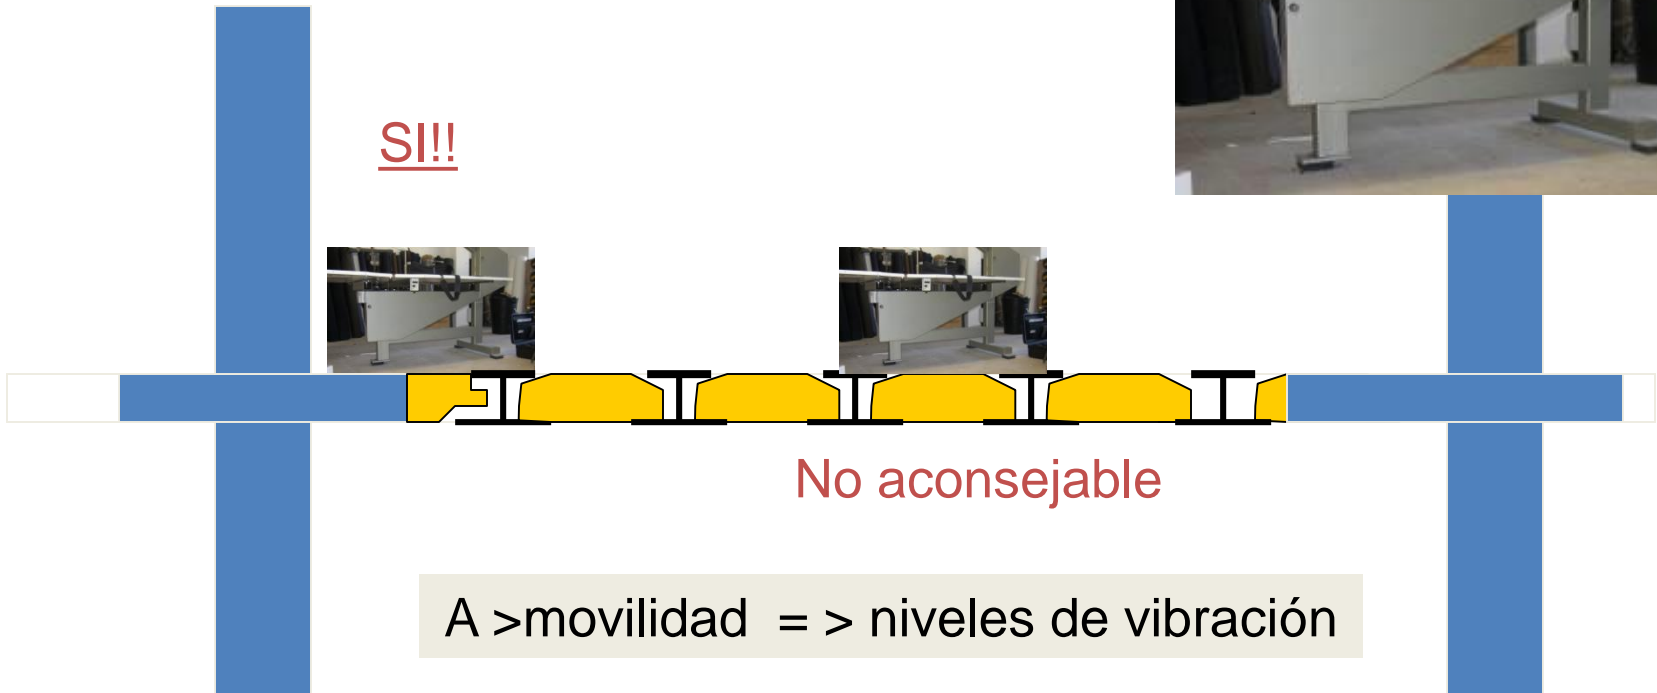 SI!!
No aconsejable
A >movilidad = > niveles de vibración